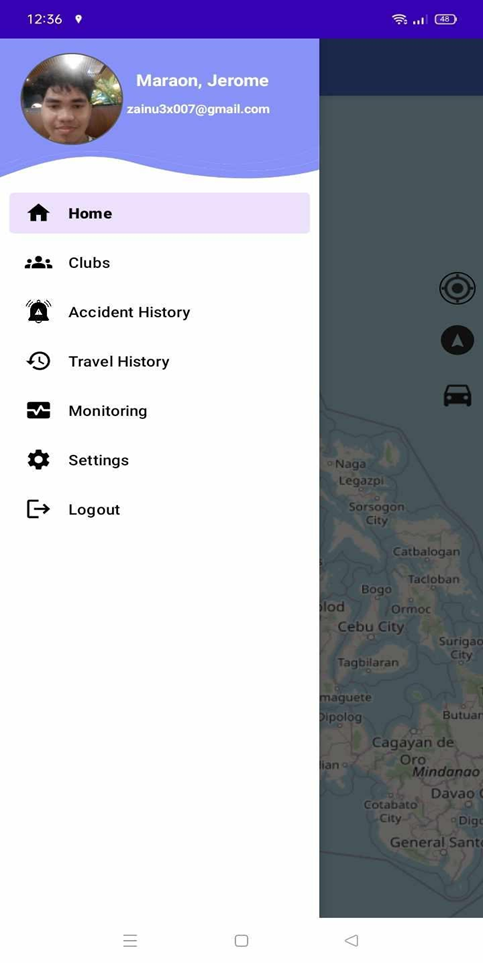 12:36
48
Maraon, Jerome
zainu3x007@gmail.com
Home
Clubs
Accident History
Travel History
Monitoring
Settings
Logout
Naga
Legazpi
Sorsogon
City
Catbalogan
Tacloban
Bogo
olod
Ormoc
Cebu City
Surigao
City
Tagbilaran
maguete
Dipolog
Butuan
Cagayan de
Oro
lian
Mindanao
Davao C
Cotabato
City
Digo
General Sant